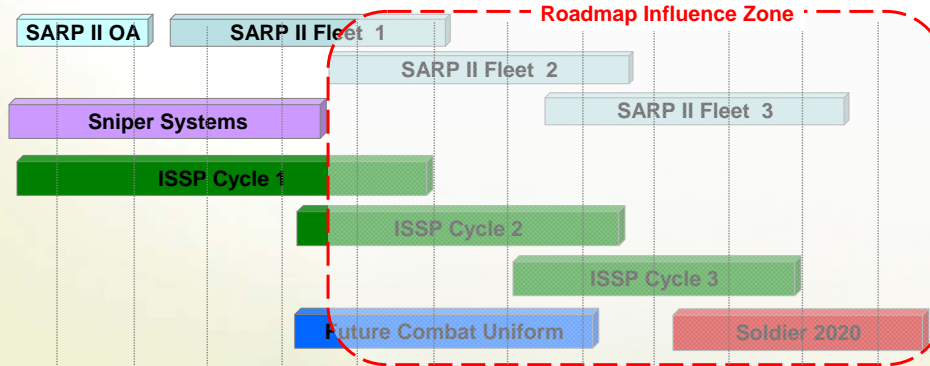 Roadmap Influence Zone
SARP II OA
SARP II Fleet 1
SARP II Fleet 2
SARP II Fleet 3
Sniper Systems
ISSP Cycle 1
ISSP Cycle 2
ISSP Cycle 3
Future Combat Uniform
Soldier 2020